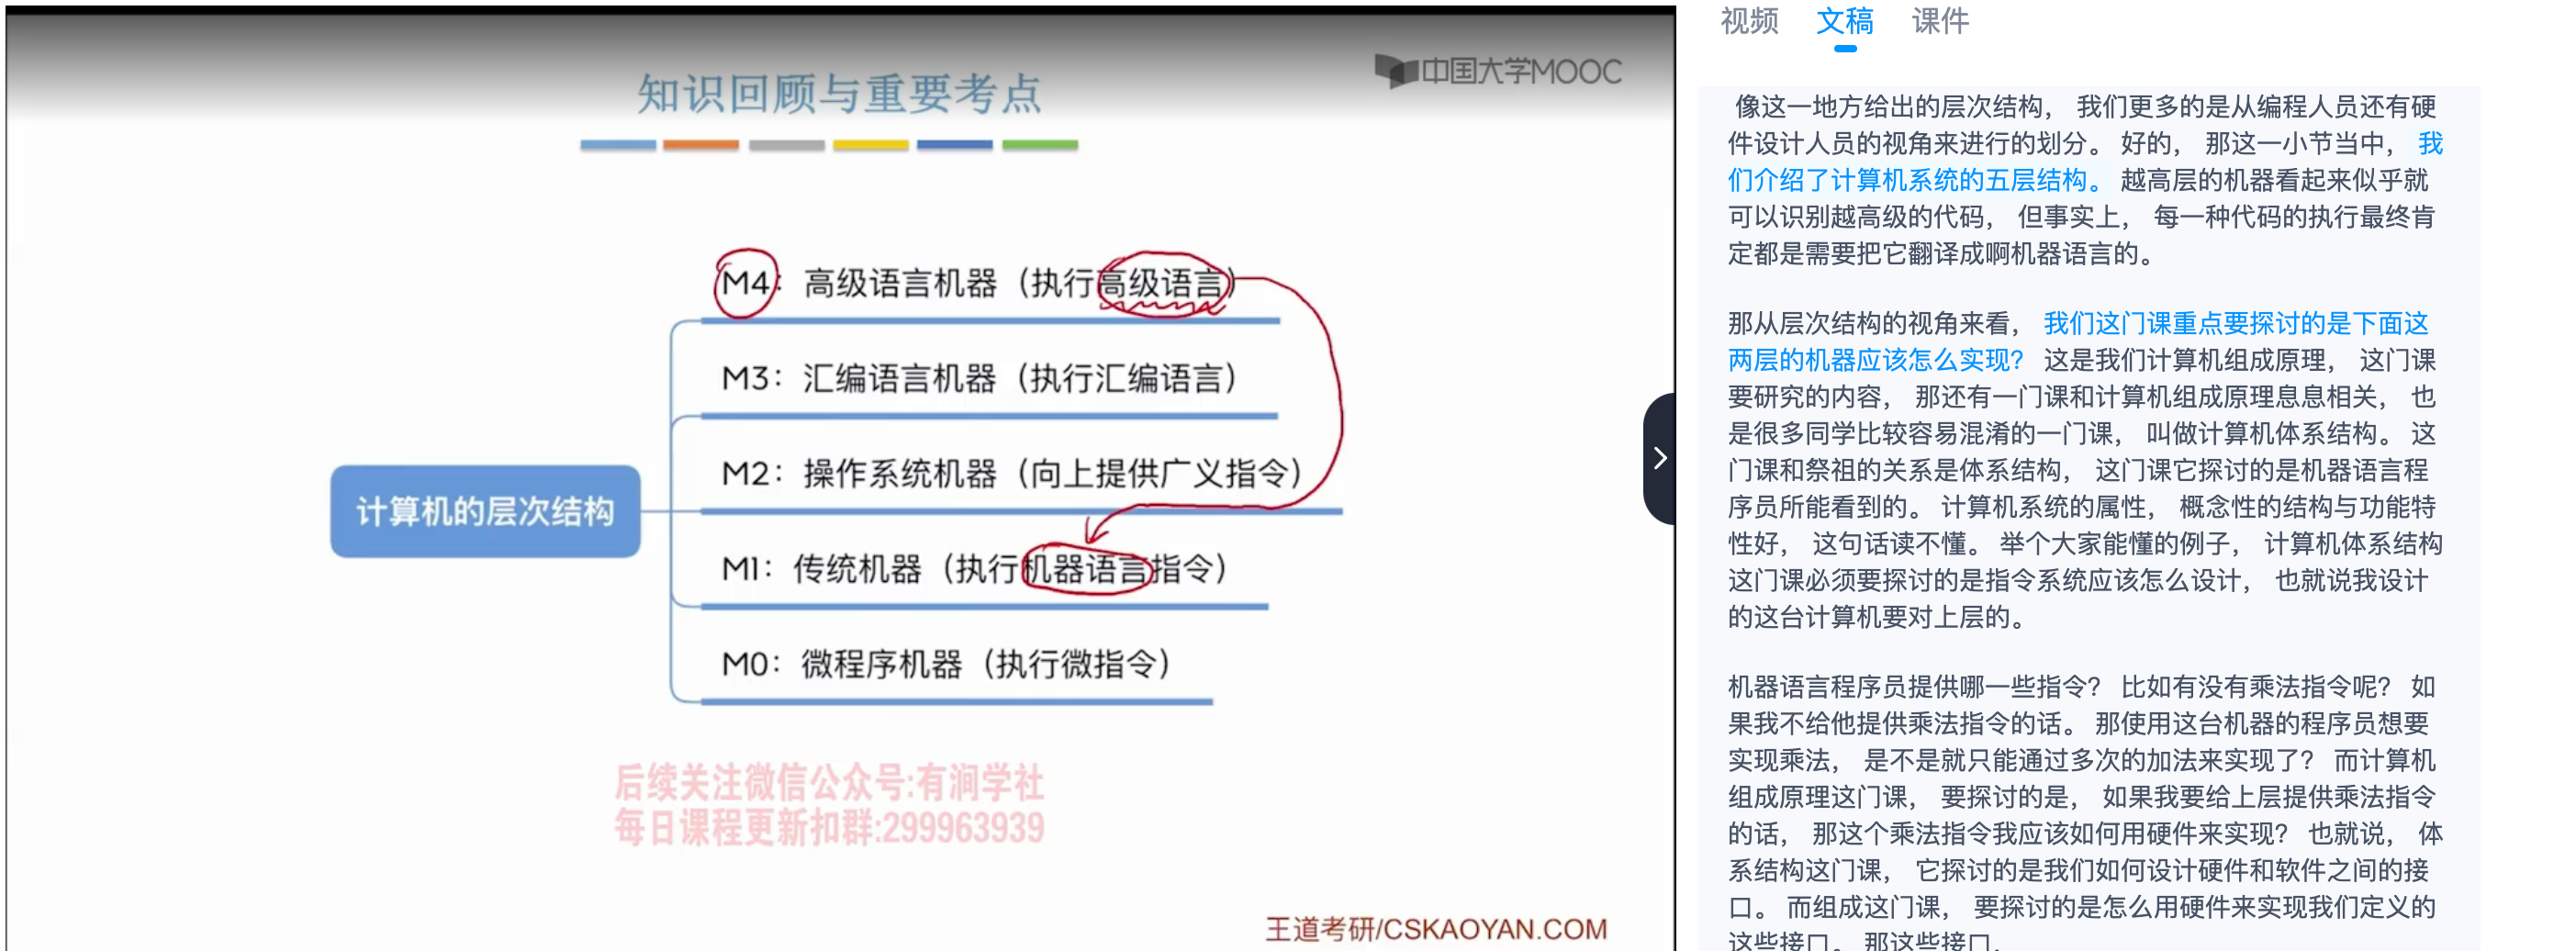 中国大学MOOC
知识回顾与重要考点
M4：高级语言机器（执行高级语言）
M3：汇编语言机器（执行汇编语言）
M2：操作系统机器（向上提供广义指令）
计算机的层次结构
M1：传统机器（执行机器语言指令）
M0：微程序机器（执行微指令）
后续关注微信公众号:有涧学社
每日课程更新扣群:299963939
王道考研/CSKAOYAN.COM
视频 文稿 课件
像这一地方给出的层次结构， 我们更多的是从编程人员还有硬
件设计人员的视角来进行的划分。 好的， 那这一小节当中， 我
们介绍了计算机系统的五层结构。 越高层的机器看起来似乎就
可以识别越高级的代码， 但事实上， 每一种代码的执行最终肯
定都是需要把它翻译成啊机器语言的。
那从层次结构的视角来看， 我们这门课重点要探讨的是下面这
两层的机器应该怎么实现？ 这是我们计算机组成原理， 这门课
要研究的内容， 那还有一门课和计算机组成原理息息相关， 也
是很多同学比较容易混淆的一门课， 叫做计算机体系结构。 这
门课和祭祖的关系是体系结构， 这门课它探讨的是机器语言程
序员所能看到的。 计算机系统的属性， 概念性的结构与功能特
性好， 这句话读不懂。 举个大家能懂的例子， 计算机体系结构
这门课必须要探讨的是指令系统应该怎么设计， 也就说我设计
的这台计算机要对上层的。
机器语言程序员提供哪一些指令？ 比如有没有乘法指令呢？ 如
果我不给他提供乘法指令的话。 那使用这台机器的程序员想要
实现乘法， 是不是就只能通过多次的加法来实现了？ 而计算机
组成原理这门课， 要探讨的是， 如果我要给上层提供乘法指令
的话， 那这个乘法指令我应该如何用硬件来实现？ 也就说， 体
系结构这门课， 它探讨的是我们如何设计硬件和软件之间的接
口。 而组成这门课， 要探讨的是怎么用硬件来实现我们定义的
这些接口。 那这些接口，